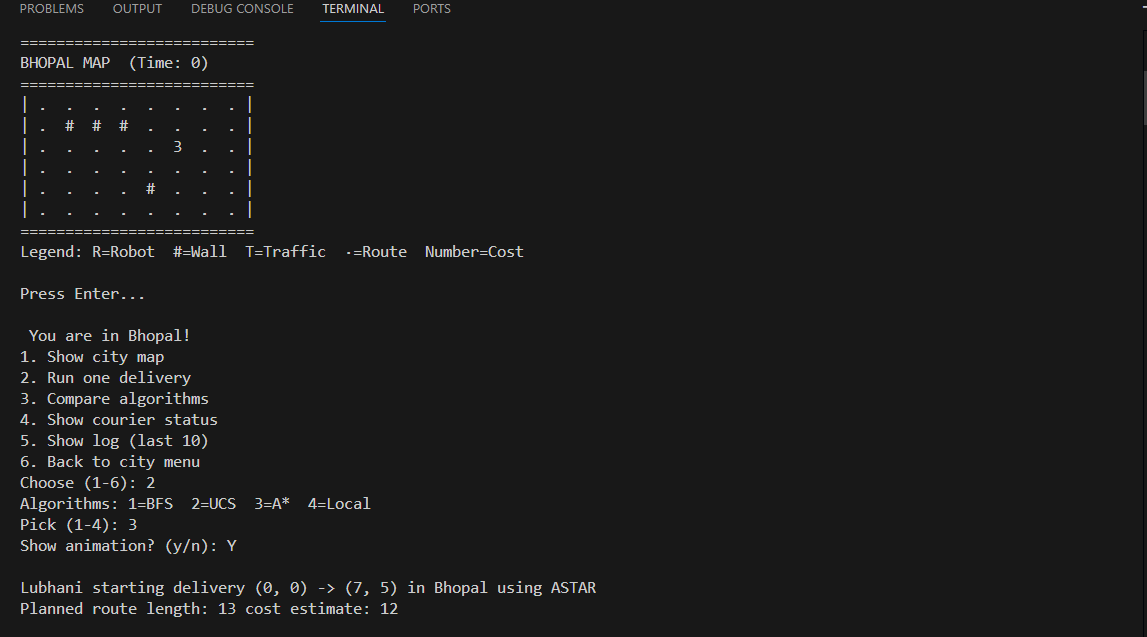 PROBLEMS OUTPUT DEBUG CONSOLE TERMINAL PORTS
==========================
BHOPAL MAP  (Time: 0)
==========================
| .  .  .  .  .  .  .  . |
| .  #  #  #  .  .  .  . |
| .  .  .  .  .  3  .  . |
| .  .  .  .  .  .  .  . |
| .  .  .  .  #  .  .  . |
| .  .  .  .  .  .  .  . |
==========================
Legend: R=Robot  #=Wall  T=Traffic  ·=Route  Number=Cost
Press Enter...
You are in Bhopal!
1. Show city map
2. Run one delivery
3. Compare algorithms
4. Show courier status
5. Show log (last 10)
6. Back to city menu
Choose (1-6): 2
Algorithms: 1=BFS  2=UCS  3=A*  4=Local
Pick (1-4): 3
Show animation? (y/n): Y
Lubhani starting delivery (0, 0) -> (7, 5) in Bhopal using ASTAR
Planned route length: 13 cost estimate: 12